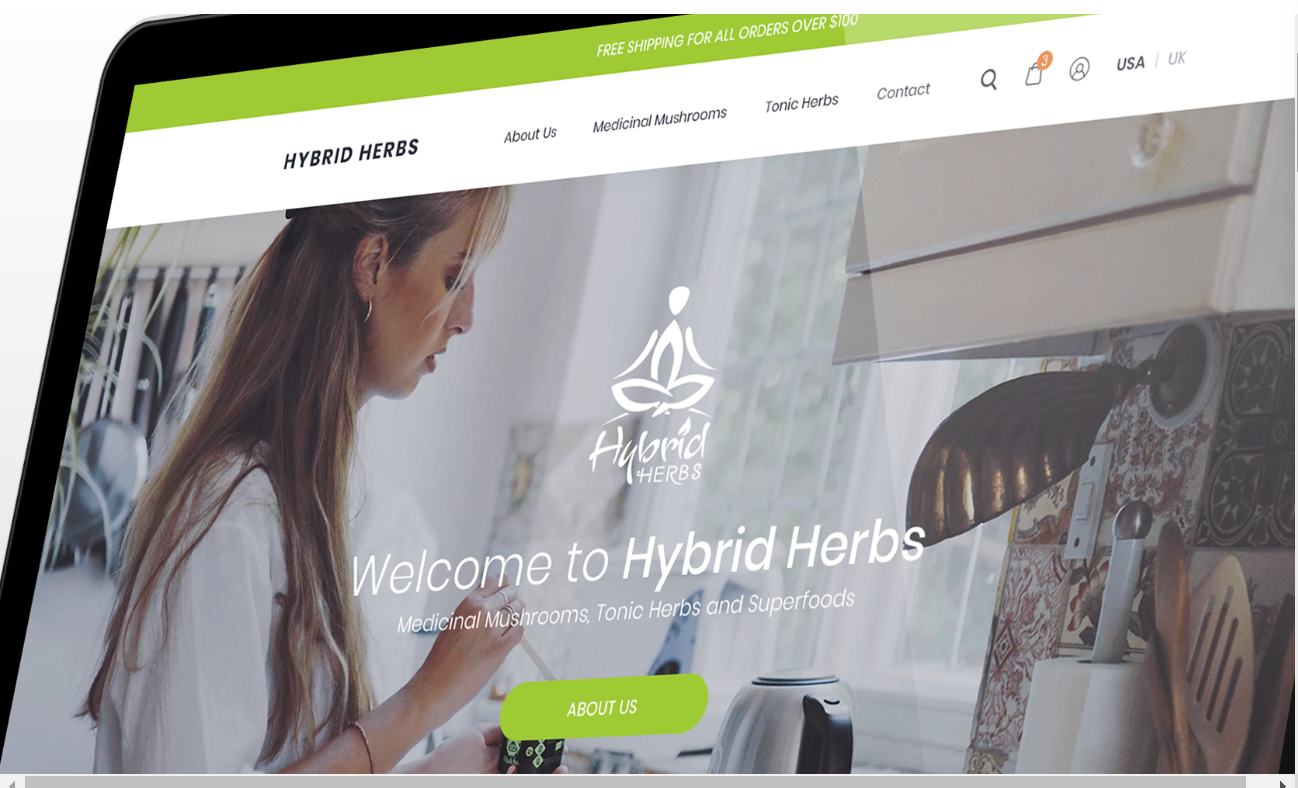 FREE SHIPPING FOR ALL ORDERS OVER $100
HYBRID HERBS
About Us
Medicinal Mushrooms
Tonic Herbs
Contact
3
USA | UK
Hybrid
HERBS
Welcome to Hybrid Herbs
Medicinal Mushrooms, Tonic Herbs and Superfoods
ABOUT US